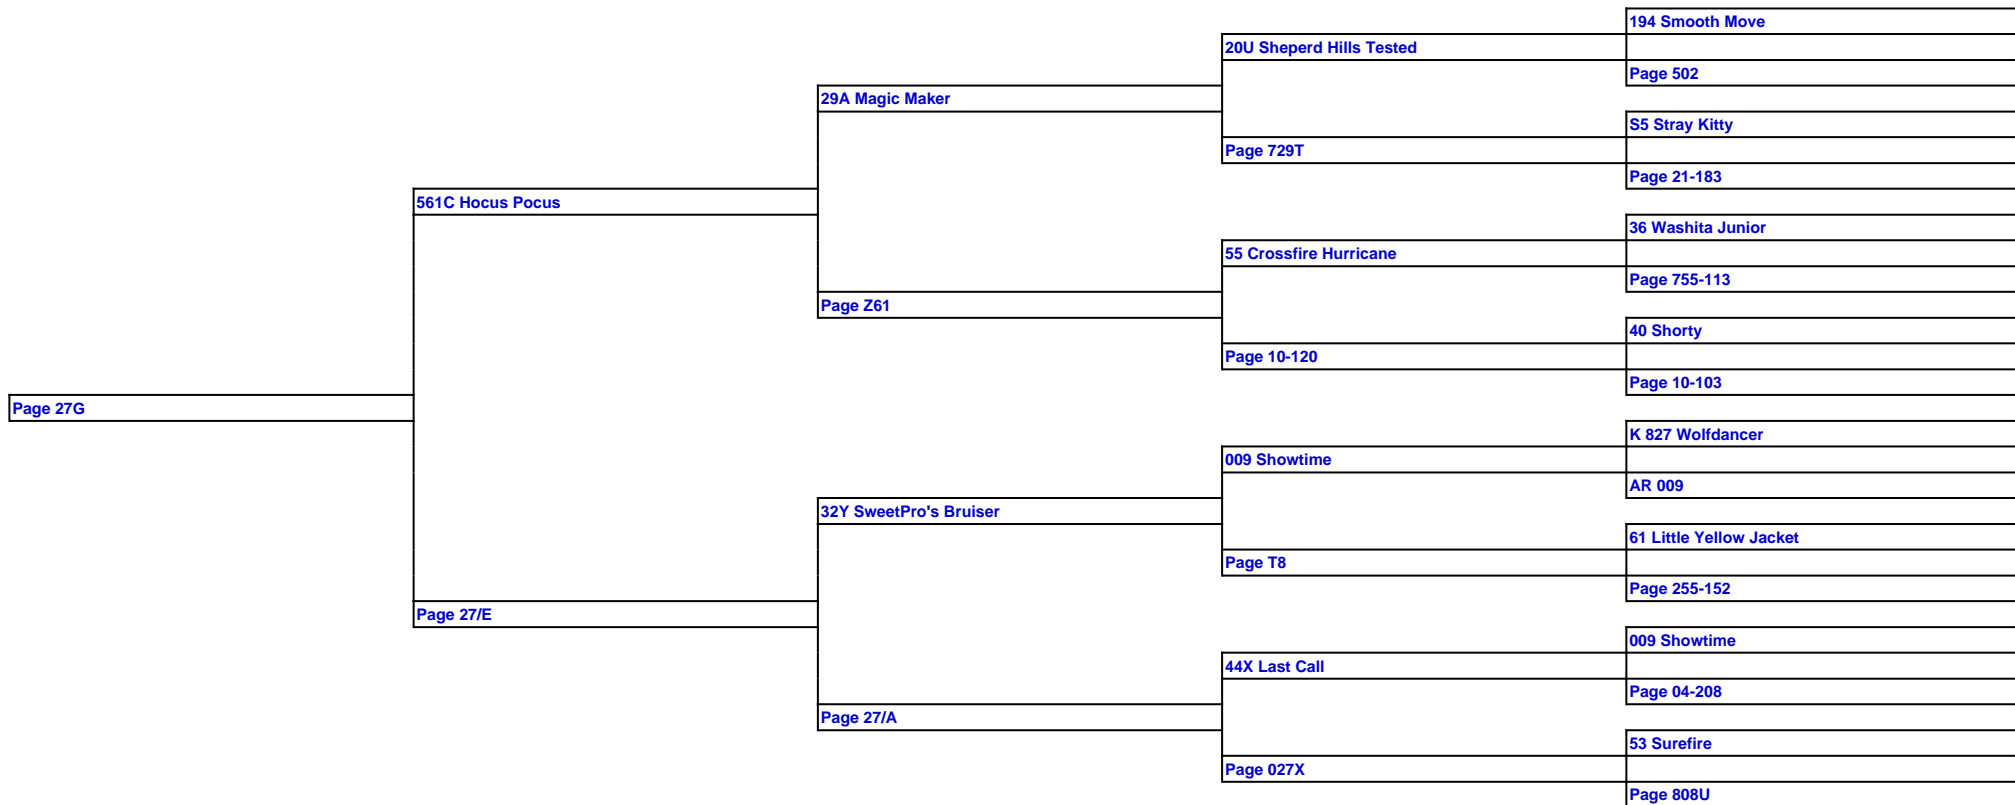 194 Smooth Move
20U Sheperd Hills Tested
Page 502
29A Magic Maker
S5 Stray Kitty
Page 729T
Page 21-183
561C Hocus Pocus
36 Washita Junior
55 Crossfire Hurricane
Page 755-113
Page Z61
40 Shorty
Page 10-120
Page 10-103
Page 27G
K 827 Wolfdancer
009 Showtime
AR 009
32Y SweetPro's Bruiser
61 Little Yellow Jacket
Page T8
Page 255-152
Page 27/E
009 Showtime
44X Last Call
Page 04-208
Page 27/A
53 Surefire
Page 027X
Page 808U